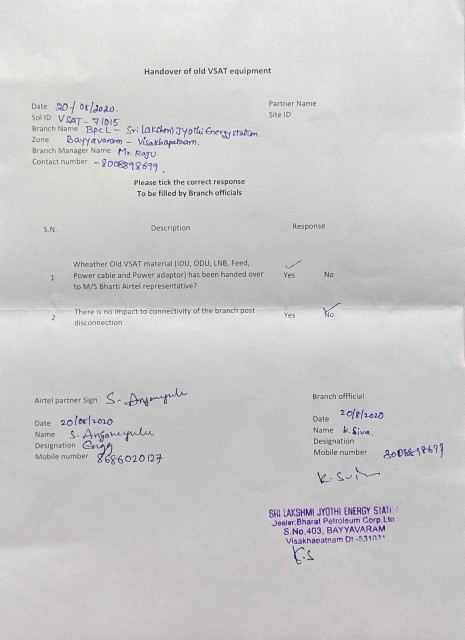 Handover of old VSAT equipment
Date 20/08/2020.
Partner Name
Sol ID VSAT - 71015
Site ID
Branch Name BPCL - Sri Lakshmi Jyothi Energy station
Zone Bayyavaram - Visakhapatnam.
Branch Manager Name Mr. Raju
Contact number - 8008898699.
Please tick the correct response
To be filled by Branch officials
S.N. Description Response
Wheather Old VSAT material (IDU, ODU, LNB, Feed,
1 Power cable and Power adaptor) has been handed over Yes No
to M/S Bharti Airtel representative?
2 There is no impact to connectivity of the branch post Yes No
disconnection
Airtel partner Sign S. Anjaneyulu
Branch offficial
Date 20/08/2020
Name S. Anjaneyulu
Designation Engg
Mobile number 8686020127
Date 20/8/2020
Name K. Siva.
Designation
Mobile number 8008898699
K. Siva
SRI LAKSHMI JYOTHI ENERGY STATI
Dealer:Bharat Petroleum Corp.Ltd
S.No.403, BAYYAVARAM
Visakhapatnam Dt.-53103
K.S